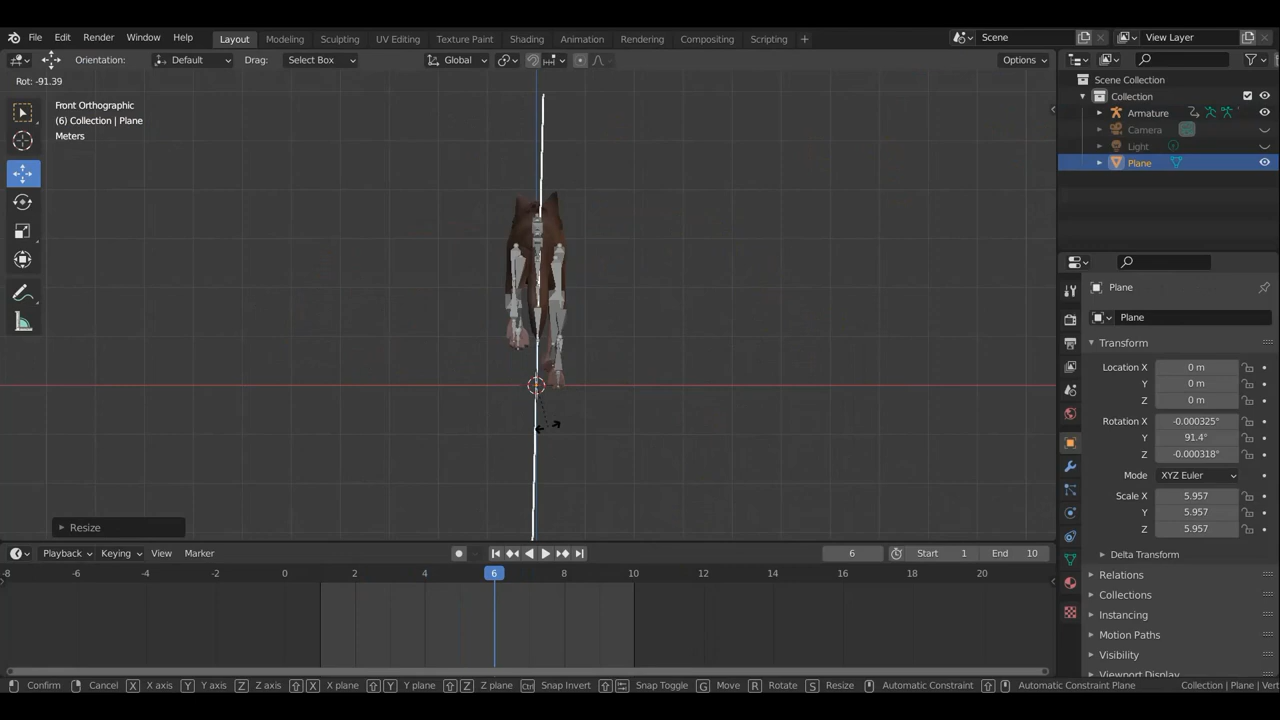 File Edit Render Window Help Layout Modeling Sculpting UV Editing Texture Paint Shading Animation Rendering Compositing Scripting + Scene View Layer
Orientation: Default Drag: Select Box Global Options
Rot: -91.39
Front Orthographic
(6) Collection | Plane
Meters
Scene Collection
Collection
Armature
Camera
Light
Plane
Plane
Plane
Transform
Location X 0 m
Y 0 m
Z 0 m
Rotation X -0.000325°
Y 91.4°
Z -0.000318°
Mode XYZ Euler
Scale X 5.957
Y 5.957
Z 5.957
Delta Transform
Relations
Collections
Instancing
Motion Paths
Visibility
Viewport Display
Resize
Playback Keying View Marker 6 Start 1 End 10
-8 -6 -4 -2 0 2 4 6 8 10 12 14 16 18 20
Confirm Cancel X X axis Y Y axis Z Z axis X X plane Y Y plane Z Z plane Ctrl Snap Invert Snap Toggle G Move R Rotate S Resize Automatic Constraint Automatic Constraint Plane Collection | Plane | Vert